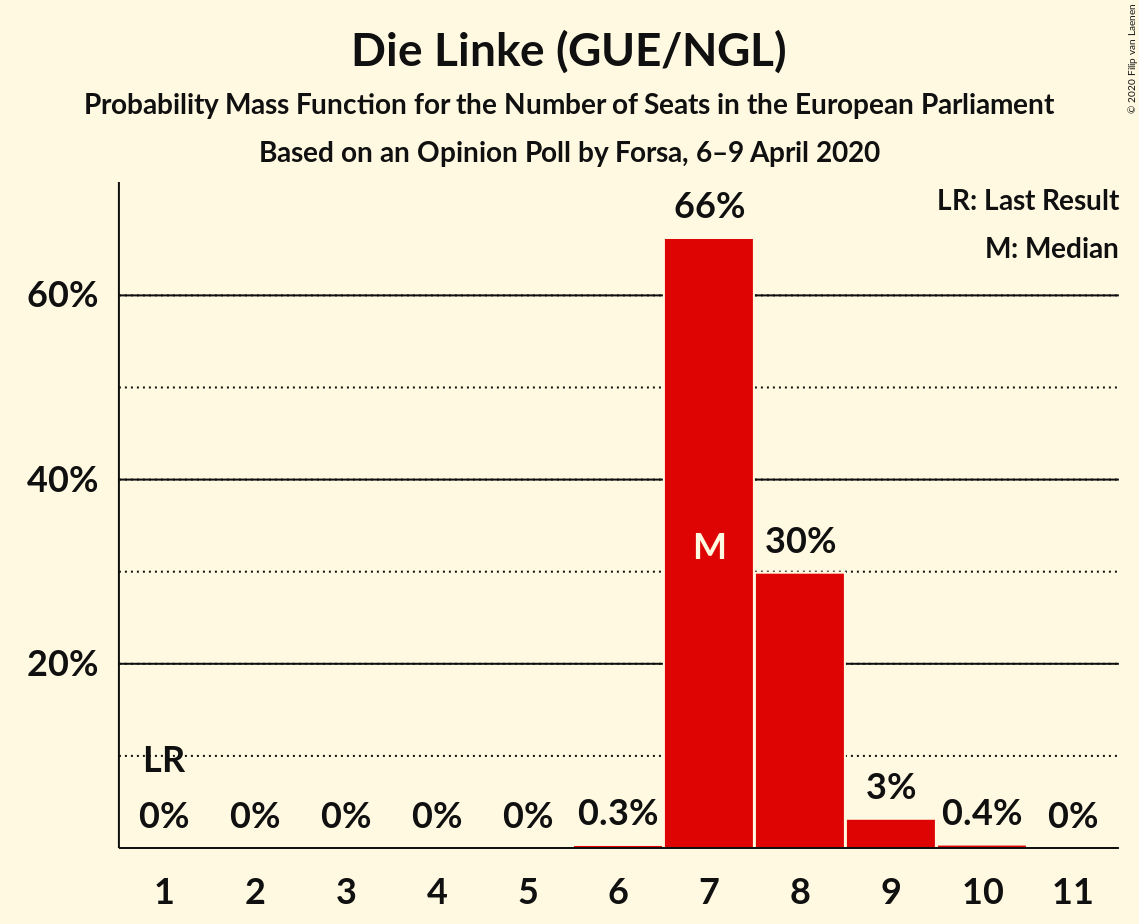 Die Linke (GUE/NGL)
Probability Mass Function for the Number of Seats in the European Parliament
Based on an Opinion Poll by Forsa, 6–9 April 2020
© 2020 Filip van Laenen
LR: Last Result
M: Median
66%
60%
40%
20%
M
30%
LR
0%
0%
0%
0%
0%
0.3%
3%
0.4%
0%
1 2 3 4 5 6 7 8 9 10 11